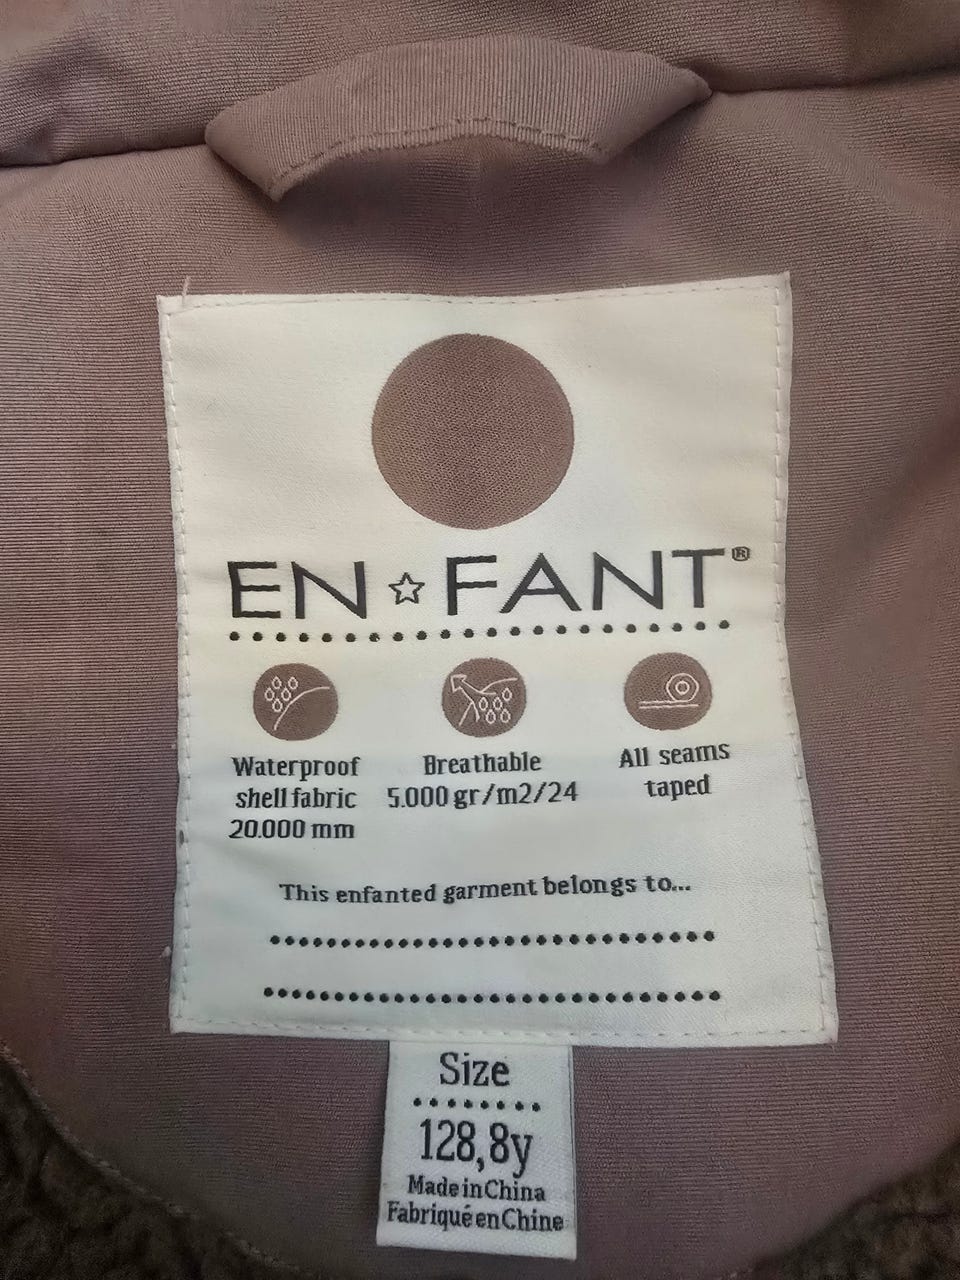 EN☆FANT®
Waterproof
shell fabric
20.000 mm
Breathable
5.000 gr/m2/24
All seams
taped
This enfanted garment belongs to...
Size
128,8y
Made in China
Fabriqué en Chine